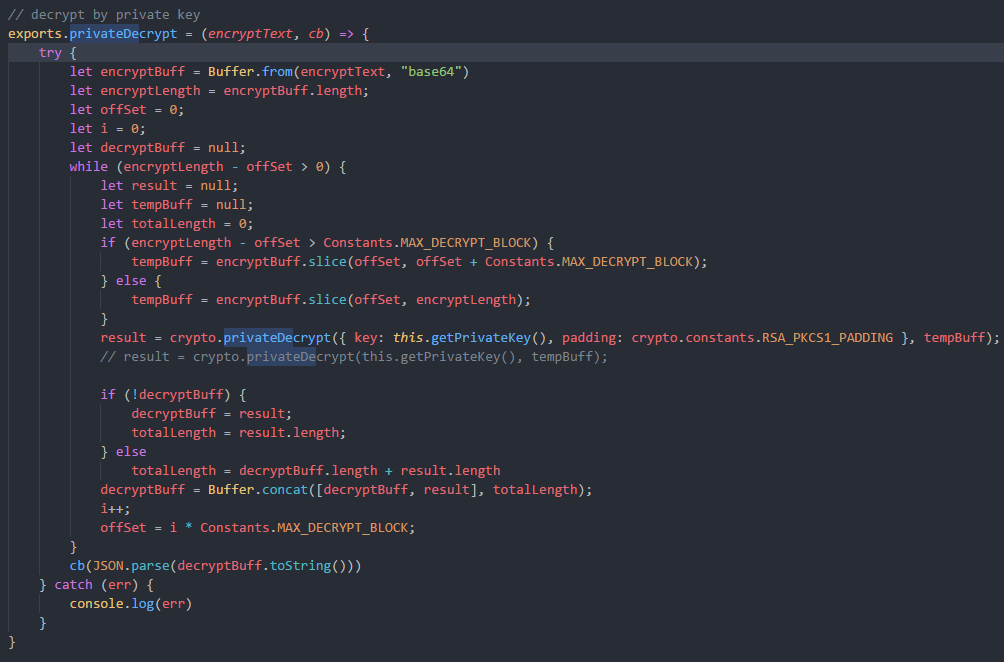 // decrypt by private key
exports.privateDecrypt = (encryptText, cb) => {
    try {
        let encryptBuff = Buffer.from(encryptText, "base64")
        let encryptLength = encryptBuff.length;
        let offSet = 0;
        let i = 0;
        let decryptBuff = null;
        while (encryptLength - offSet > 0) {
            let result = null;
            let tempBuff = null;
            let totalLength = 0;
            if (encryptLength - offSet > Constants.MAX_DECRYPT_BLOCK) {
                tempBuff = encryptBuff.slice(offSet, offSet + Constants.MAX_DECRYPT_BLOCK);
            } else {
                tempBuff = encryptBuff.slice(offSet, encryptLength);
            }
            result = crypto.privateDecrypt({ key: this.getPrivateKey(), padding: crypto.constants.RSA_PKCS1_PADDING }, tempBuff);
            // result = crypto.privateDecrypt(this.getPrivateKey(), tempBuff);

            if (!decryptBuff) {
                decryptBuff = result;
                totalLength = result.length;
            } else
                totalLength = decryptBuff.length + result.length
            decryptBuff = Buffer.concat([decryptBuff, result], totalLength);
            i++;
            offSet = i * Constants.MAX_DECRYPT_BLOCK;
        }
        cb(JSON.parse(decryptBuff.toString()))
    } catch (err) {
        console.log(err)
    }
}